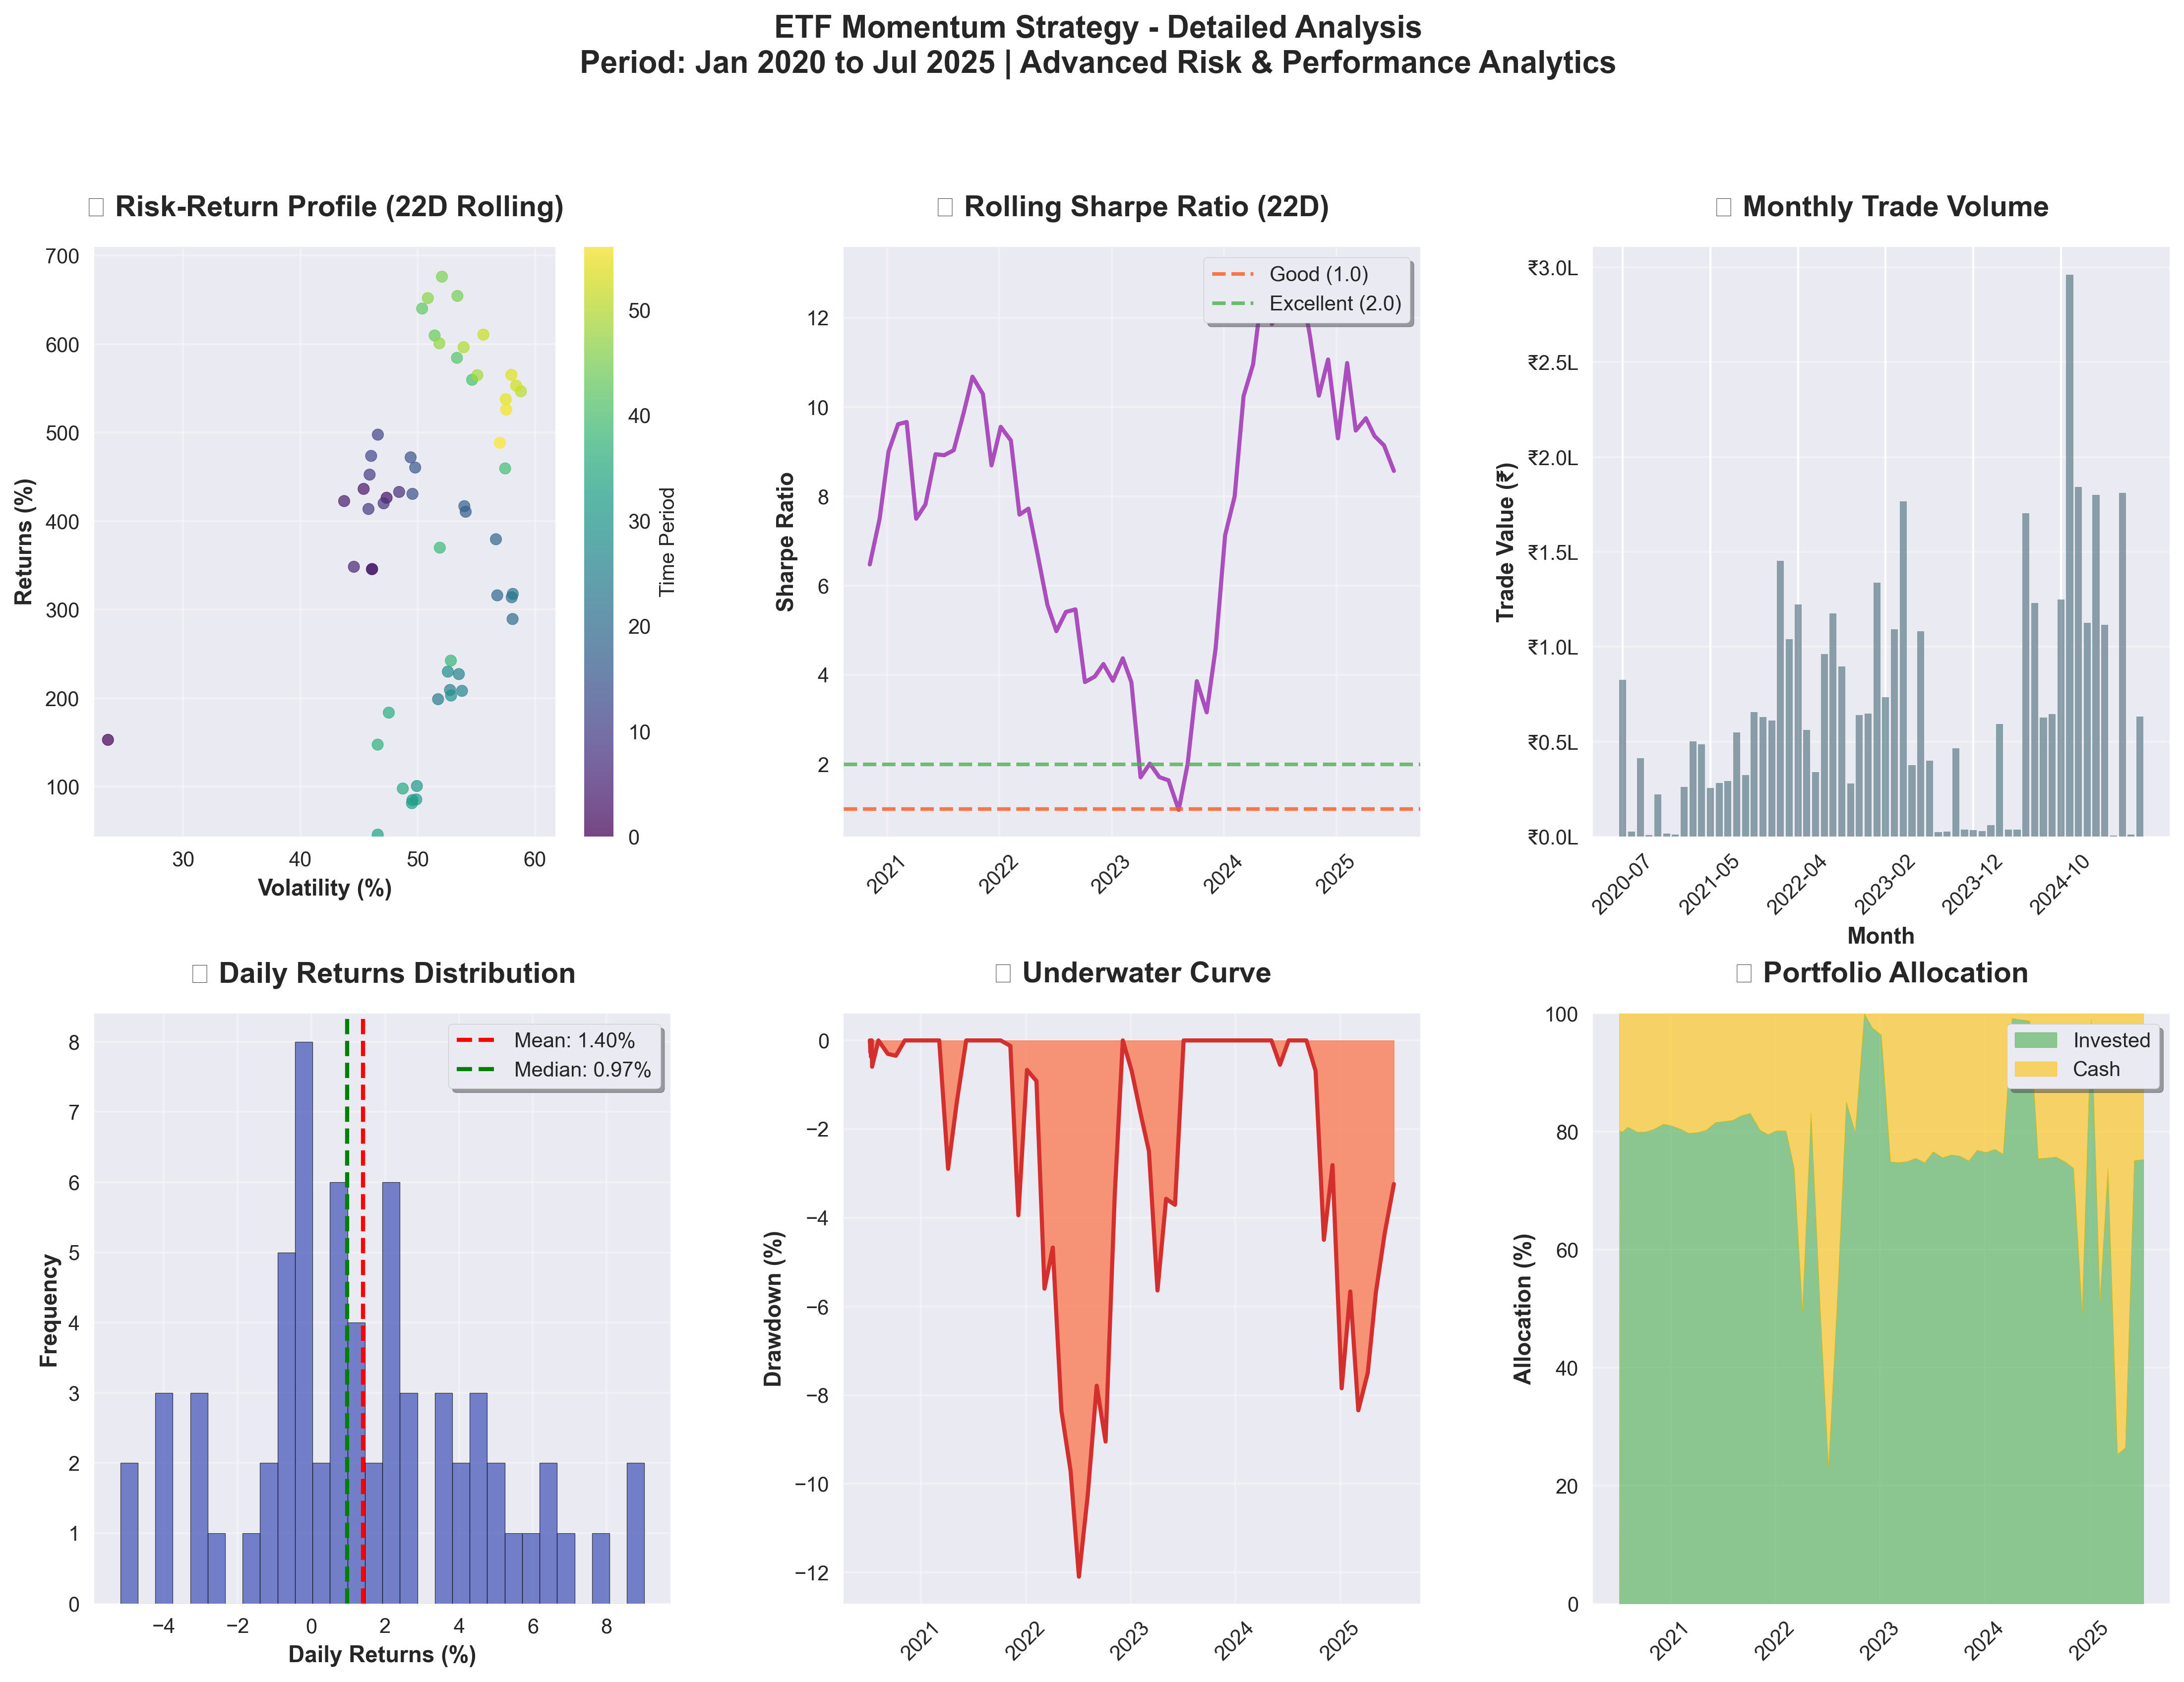 ETF Momentum Strategy - Detailed Analysis
Period: Jan 2020 to Jul 2025 | Advanced Risk & Performance Analytics
Risk-Return Profile (22D Rolling)
700
600
500
400
300
200
100
Returns (%)
30
40
50
60
Volatility (%)
50
40
30
20
10
0
Time Period
Rolling Sharpe Ratio (22D)
Good (1.0)
Excellent (2.0)
12
10
8
6
4
2
Sharpe Ratio
2021
2022
2023
2024
2025
Monthly Trade Volume
₹3.0L
₹2.5L
₹2.0L
₹1.5L
₹1.0L
₹0.5L
₹0.0L
Trade Value (₹)
2020-07
2021-05
2022-04
2023-02
2023-12
2024-10
Month
Daily Returns Distribution
Mean: 1.40%
Median: 0.97%
8
7
6
5
4
3
2
1
0
Frequency
−4
−2
0
2
4
6
8
Daily Returns (%)
Underwater Curve
0
−2
−4
−6
−8
−10
−12
Drawdown (%)
2021
2022
2023
2024
2025
Portfolio Allocation
Invested
Cash
100
80
60
40
20
0
Allocation (%)
2021
2022
2023
2024
2025